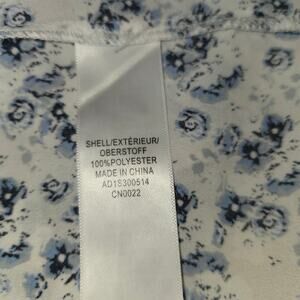 SHELL/EXTÉRIEUR/
OBERSTOFF
100%POLYESTER
MADE IN CHINA
AD1S300514
CN0022